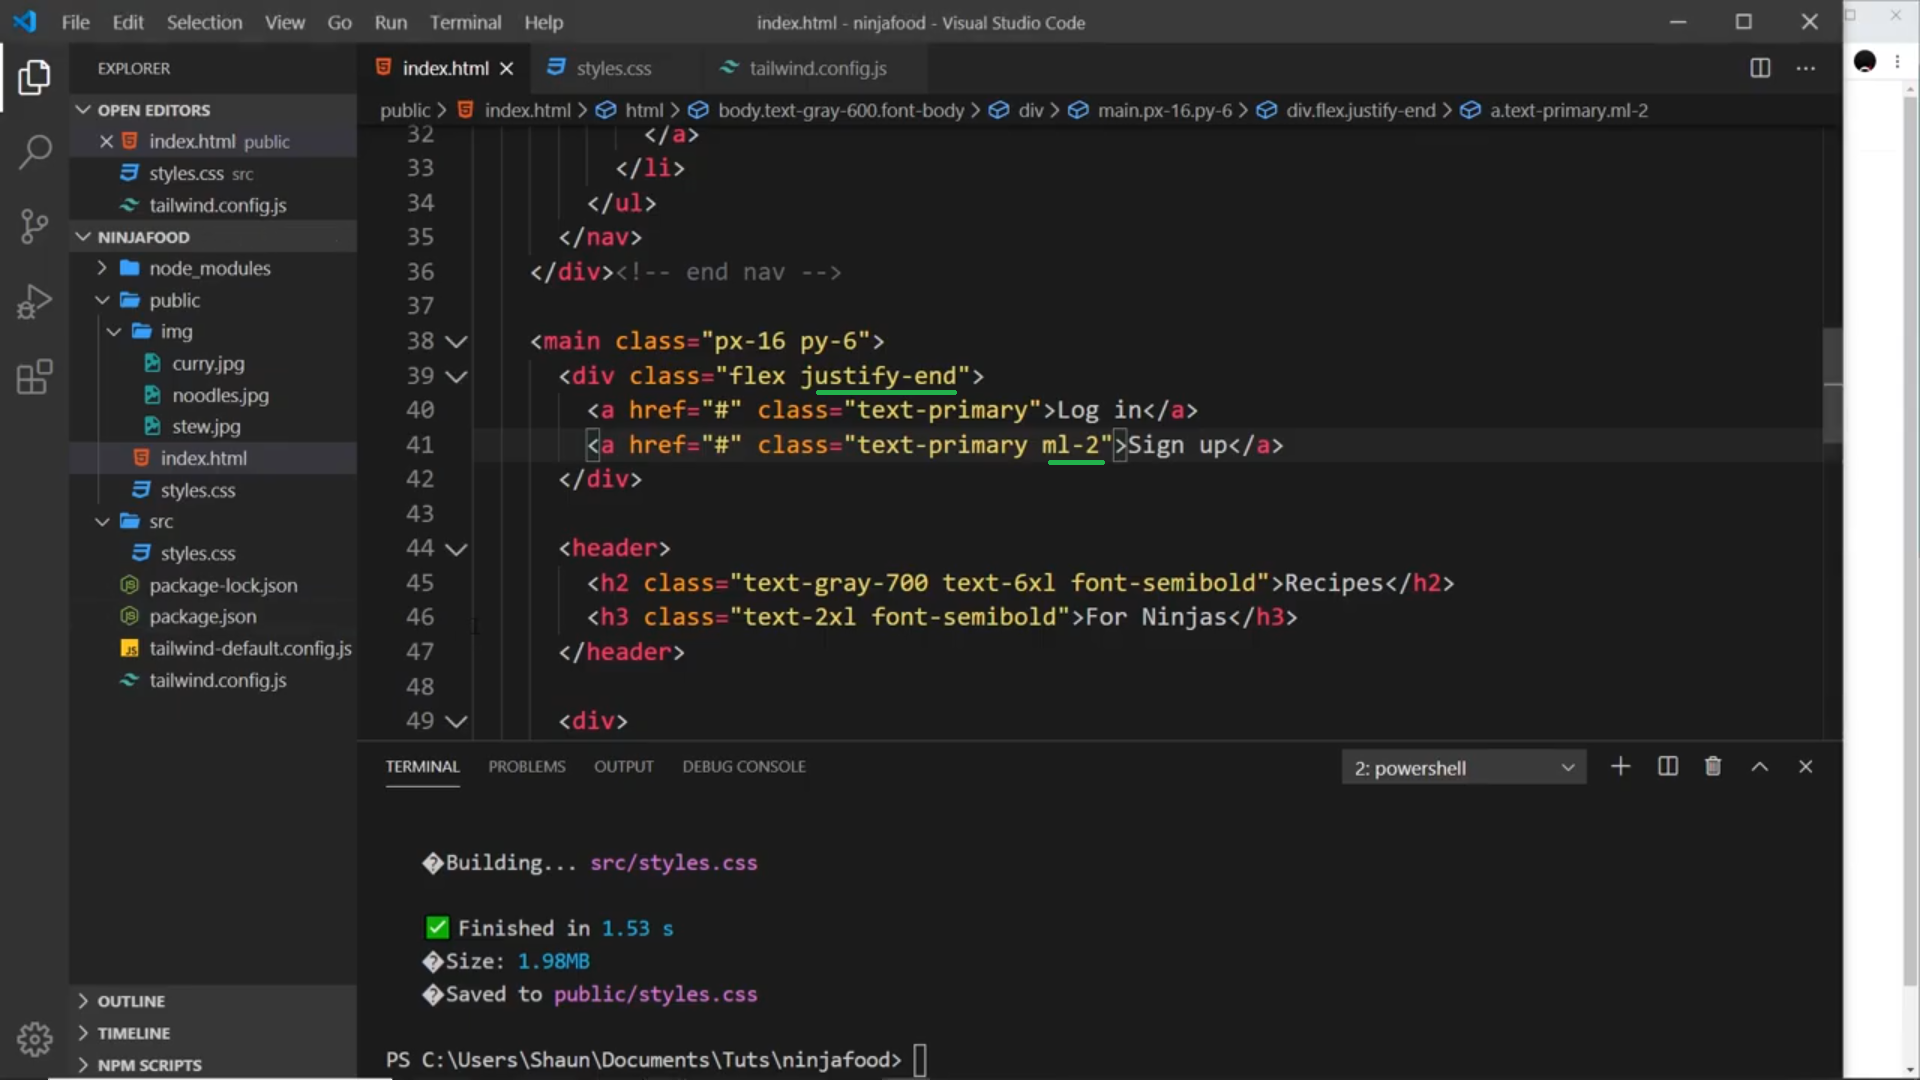 File Edit Selection View Go Run Terminal Help
index.html - ninjafood - Visual Studio Code
EXPLORER
OPEN EDITORS
index.html public
styles.css src
tailwind.config.js
NINJAFOOD
node_modules
public
img
curry.jpg
noodles.jpg
stew.jpg
index.html
styles.css
src
styles.css
package-lock.json
package.json
JS tailwind-default.config.js
tailwind.config.js
OUTLINE
TIMELINE
NPM SCRIPTS
index.html styles.css tailwind.config.js
public > index.html > html > body.text-gray-600.font-body > div > main.px-16.py-6 > div.flex.justify-end > a.text-primary.ml-2
32 </a>
33 </li>
34 </ul>
35 </nav>
36 </div><!-- end nav -->
37
38 <main class="px-16 py-6">
39 <div class="flex justify-end">
40 <a href="#" class="text-primary">Log in</a>
41 <a href="#" class="text-primary ml-2">Sign up</a>
42 </div>
43
44 <header>
45 <h2 class="text-gray-700 text-6xl font-semibold">Recipes</h2>
46 <h3 class="text-2xl font-semibold">For Ninjas</h3>
47 </header>
48
49 <div>
TERMINAL PROBLEMS OUTPUT DEBUG CONSOLE
2: powershell
�Building... src/styles.css
✅ Finished in 1.53 s
�Size: 1.98MB
�Saved to public/styles.css
PS C:\Users\Shaun\Documents\Tuts\ninjafood>